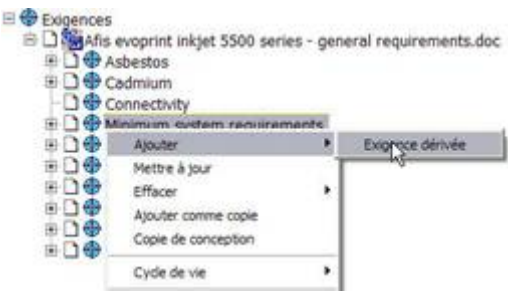 Exigences
Afis evoprint inkjet 5500 series - general requirements.doc
Asbestos
Cadmium
Connectivity
Minimum system requirements
Ajouter
Exigence dérivée
Mettre à jour
Effacer
Ajouter comme copie
Copie de conception
Cycle de vie